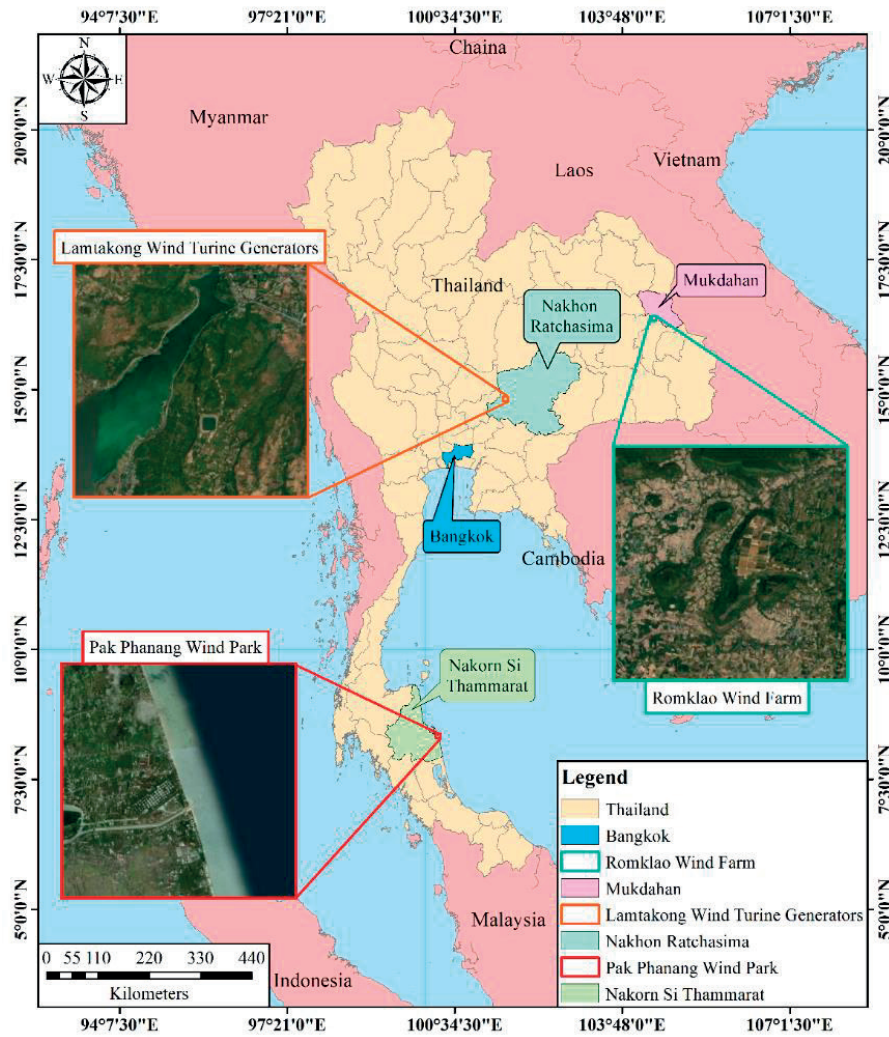 94°7'30"E 97°21'0"E 100°34'30"E 103°48'0"E 107°1'30"E
N
W E
S
Chaina
Myanmar
20°0'0"N
20°0'0"N
Vietnam
Laos
Lamtakong Wind Turine Generators
17°30'0"N
17°30'0"N
Thailand
Mukdahan
Nakhon
Ratchasima
15°0'0"N
15°0'0"N
Bangkok
12°30'0"N
12°30'0"N
Cambodia
Pak Phanang Wind Park
10°0'0"N
10°0'0"N
Nakorn Si
Thammarat
Romklao Wind Farm
7°30'0"N
7°30'0"N
Legend
Thailand
Bangkok
Romklao Wind Farm
Mukdahan
Lamtakong Wind Turine Generators
Nakhon Ratchasima
Pak Phanang Wind Park
Nakorn Si Thammarat
5°0'0"N
5°0'0"N
Malaysia
Indonesia
0 55 110 220 330 440
Kilometers
94°7'30"E 97°21'0"E 100°34'30"E 103°48'0"E 107°1'30"E